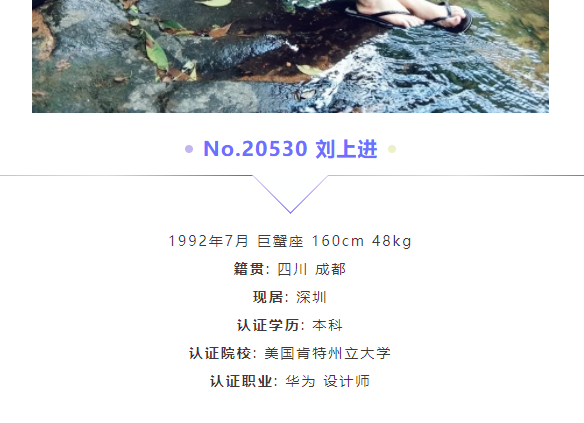 No.20530 刘上进
1992年7月 巨蟹座 160cm 48kg
籍贯: 四川 成都
现居: 深圳
认证学历: 本科
认证院校: 美国肯特州立大学
认证职业: 华为 设计师